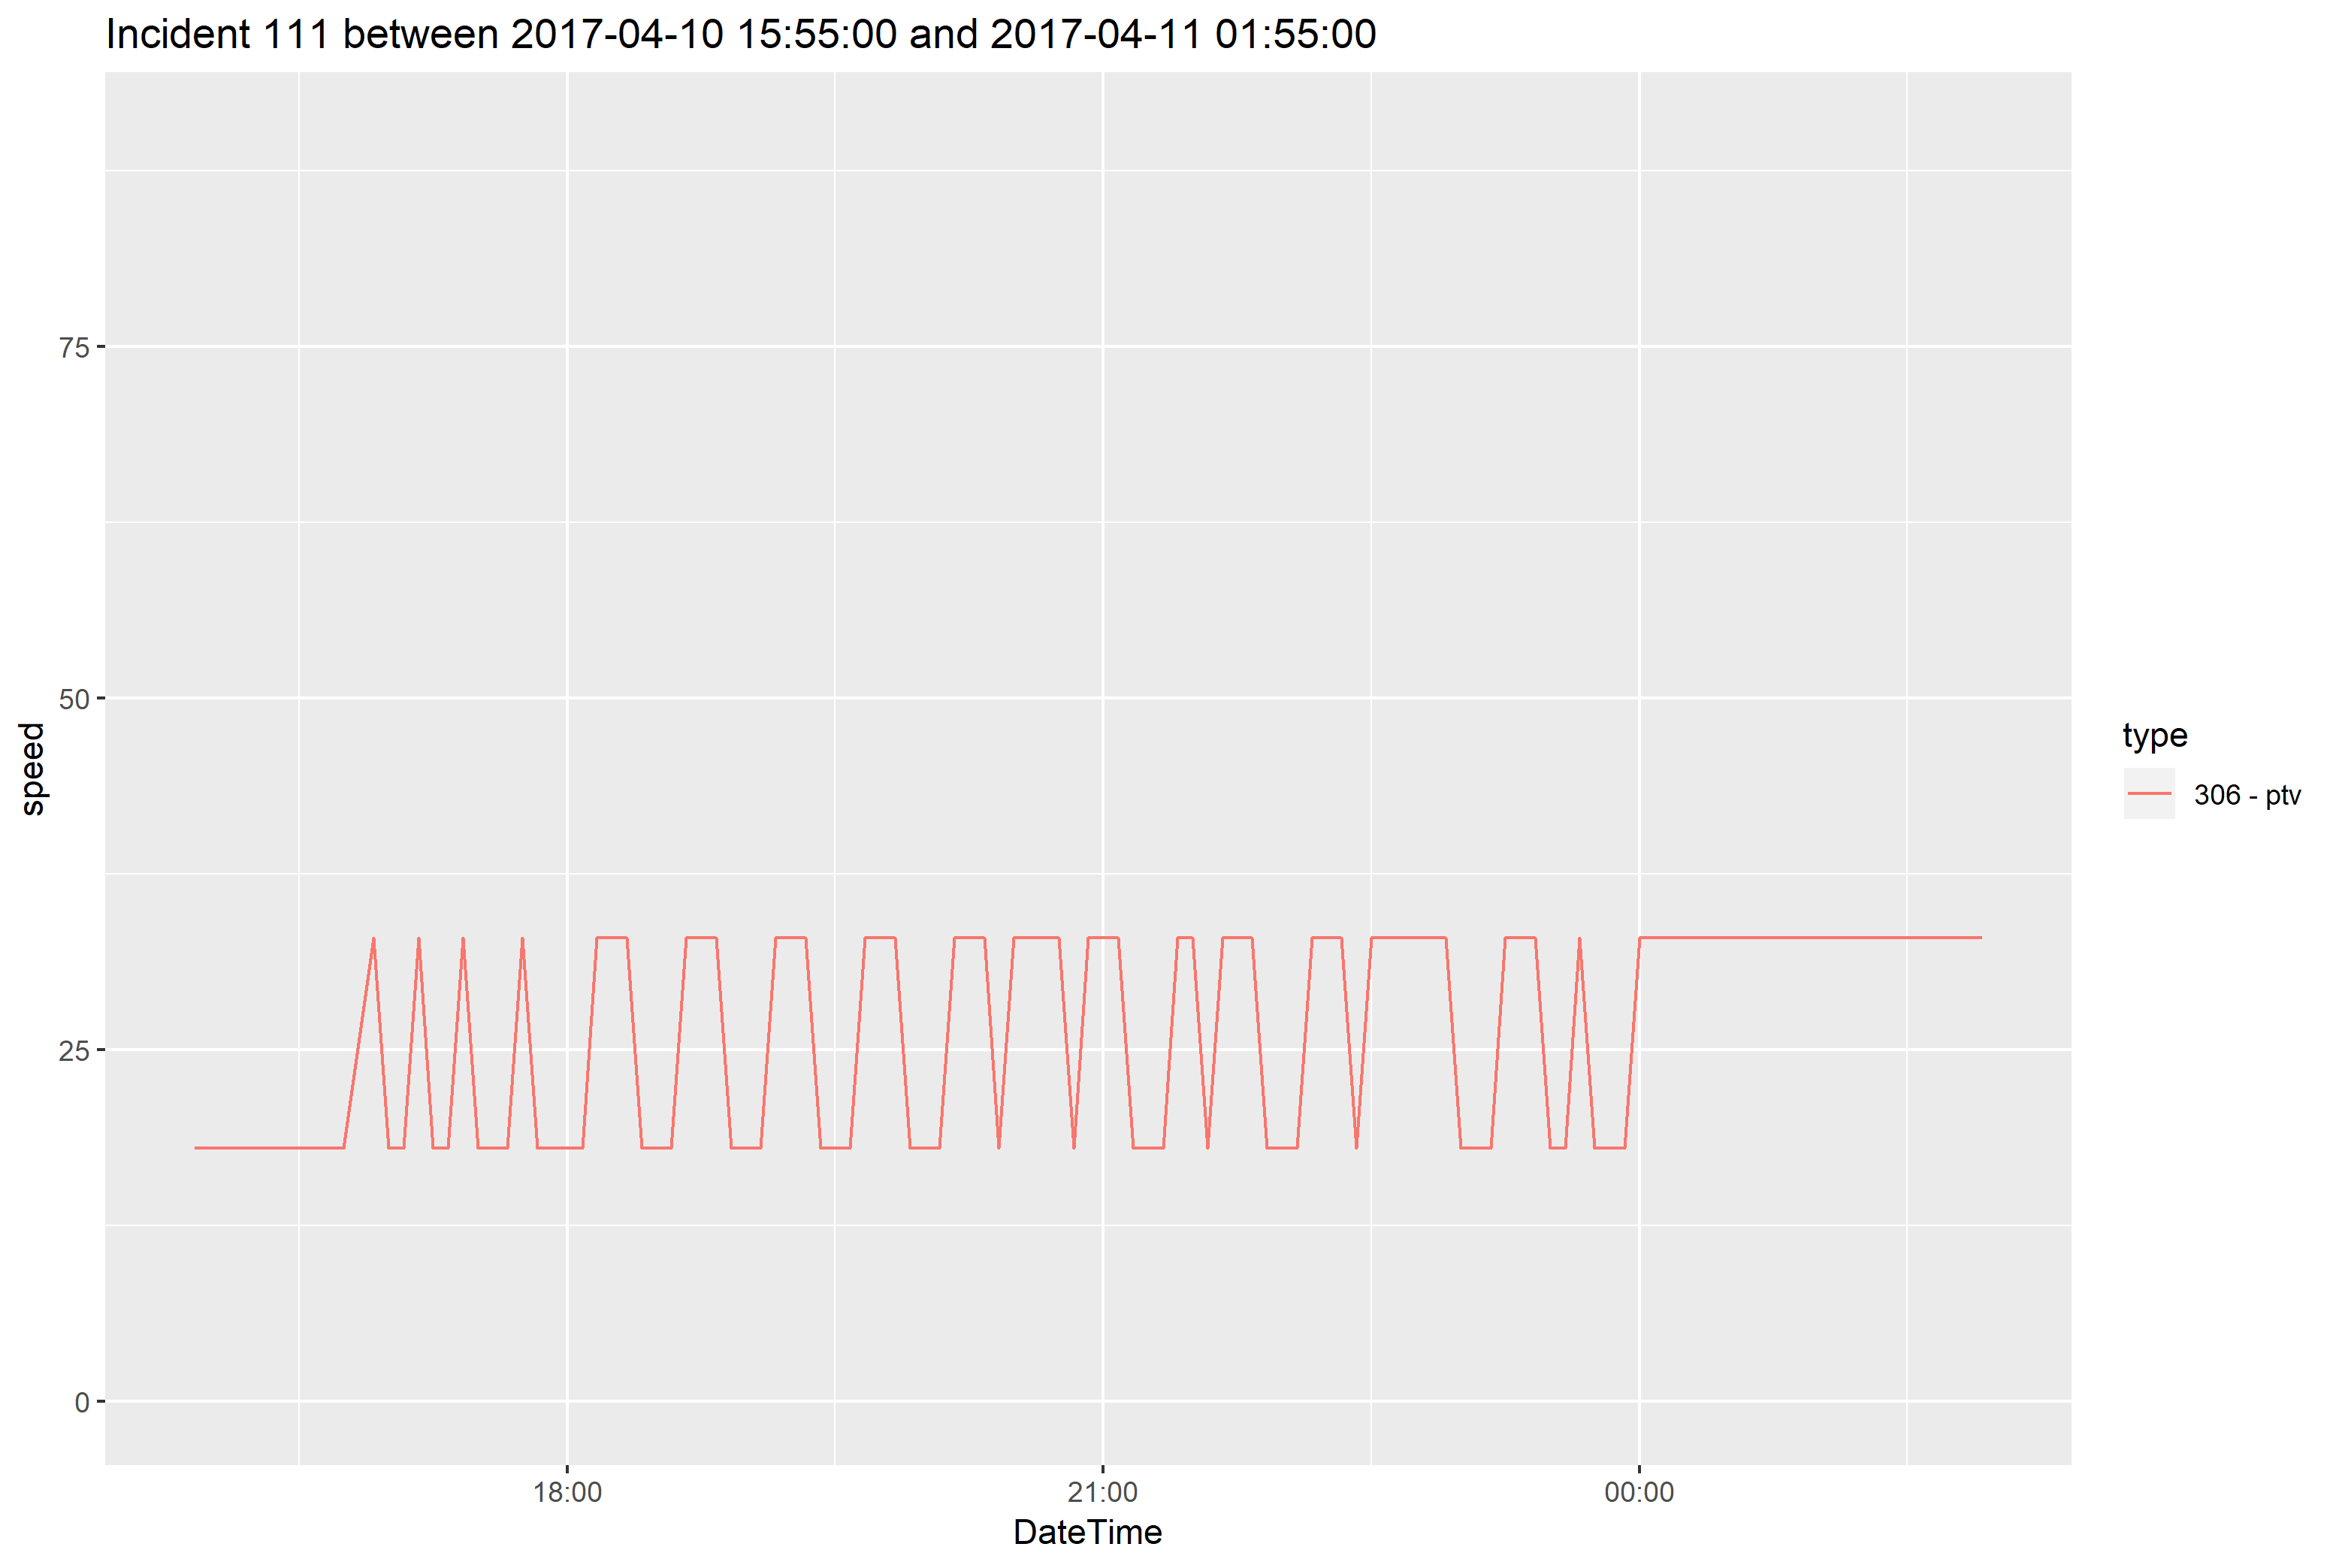 Incident 111 between 2017-04-10 15:55:00 and 2017-04-11 01:55:00
75
50
25
0
speed
18:00
21:00
00:00
DateTime
type
306 - ptv